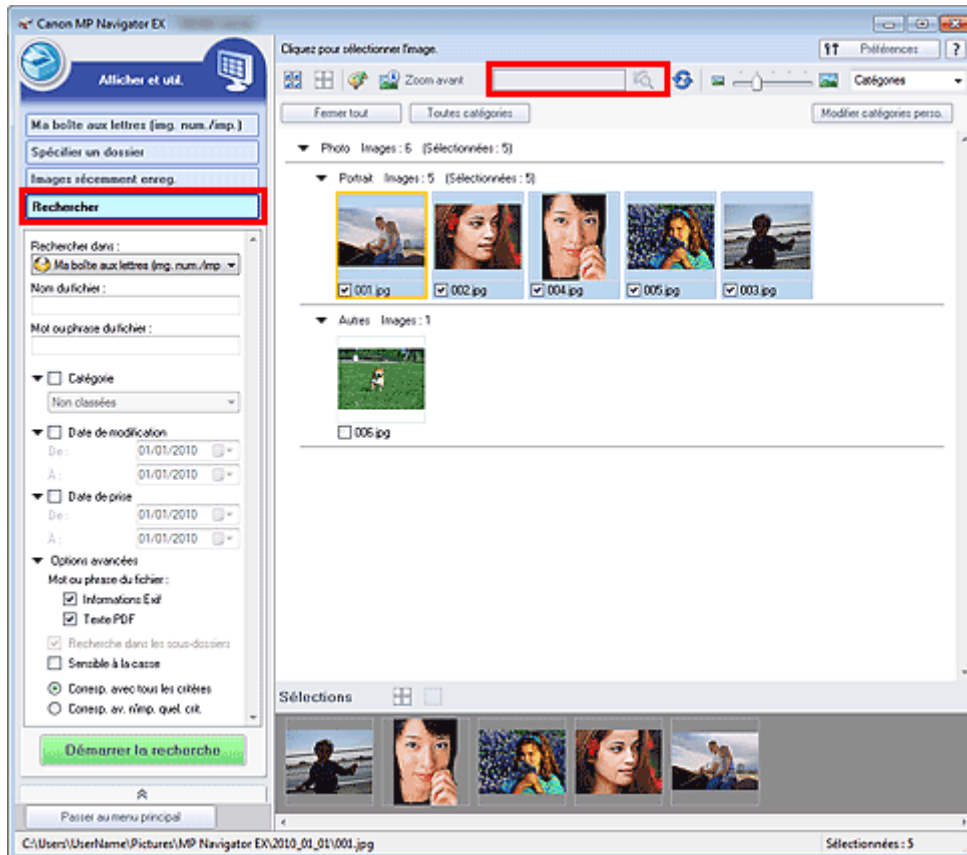 Canon MP Navigator EX
Afficher et util.
Ma boîte aux lettres (img. num./imp.)
Spécifier un dossier
Images récemment enreg.
Rechercher
Rechercher dans :
Ma boîte aux lettres (img. num./imp
Nom du fichier :
Mot ou phrase du fichier :
Catégorie
Non classées
Date de modification
De : 01/01/2010
À : 01/01/2010
Date de prise
De : 01/01/2010
À : 01/01/2010
Options avancées
Mot ou phrase du fichier :
Informations Exif
Texte PDF
Recherche dans les sous-dossiers
Sensible à la casse
Corresp. avec tous les critères
Corresp. av. n'imp. quel. crit.
Démarrer la recherche
Passer au menu principal
Cliquez pour sélectionner l'image.
Préférences ?
Zoom avant
Catégories
Fermer tout Toutes catégories Modifier catégories perso.
Photo Images : 6 (Sélectionnées : 5)
Portrait Images : 5 (Sélectionnées : 5)
001.jpg 002.jpg 004.jpg 005.jpg 003.jpg
Autres Images : 1
006.jpg
Sélections
C:\Users\UserName\Pictures\MP Navigator EX\2010_01_01\001.jpg Sélectionnées : 5